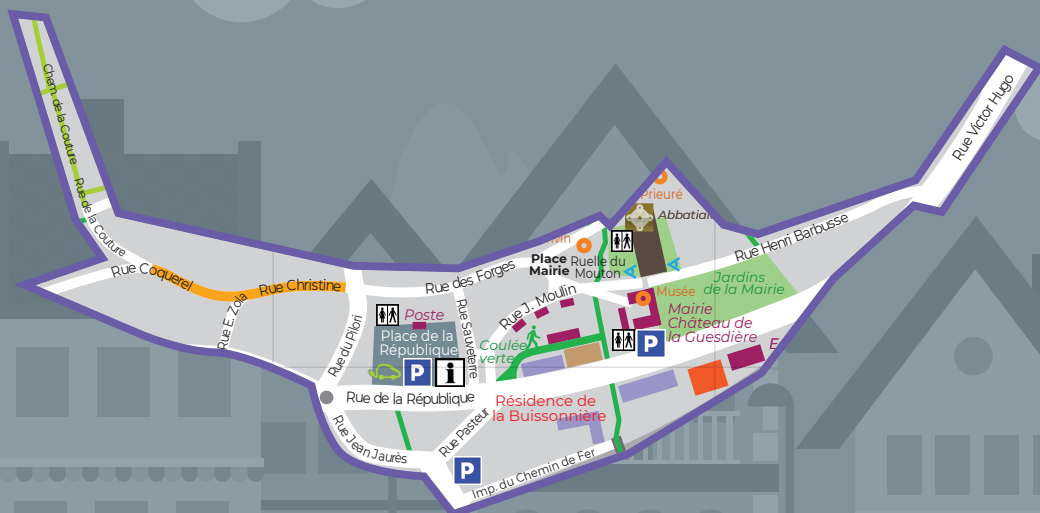 Chem. de la Couture
Rue de la Couture
Rue Victor Hugo
Prieuré
Abbatial
Rue Henri Barbusse
Place
Mairie
Ruelle du
Mouton
Rue Coquerel
Rue Christine
Rue des Forges
Jardins
de la Mairie
Musée
Rue E. Zola
Rue du Pilori
Poste
Rue Sauveterre
Rue J. Moulin
Mairie
Château de
la Guesdière
Place de la
République
Coulée
verte
P
E
P
i
Rue de la République
Résidence de
la Buissonnière
Rue Jean Jaurès
Rue Pasteur
P
Imp. du Chemin de Fer